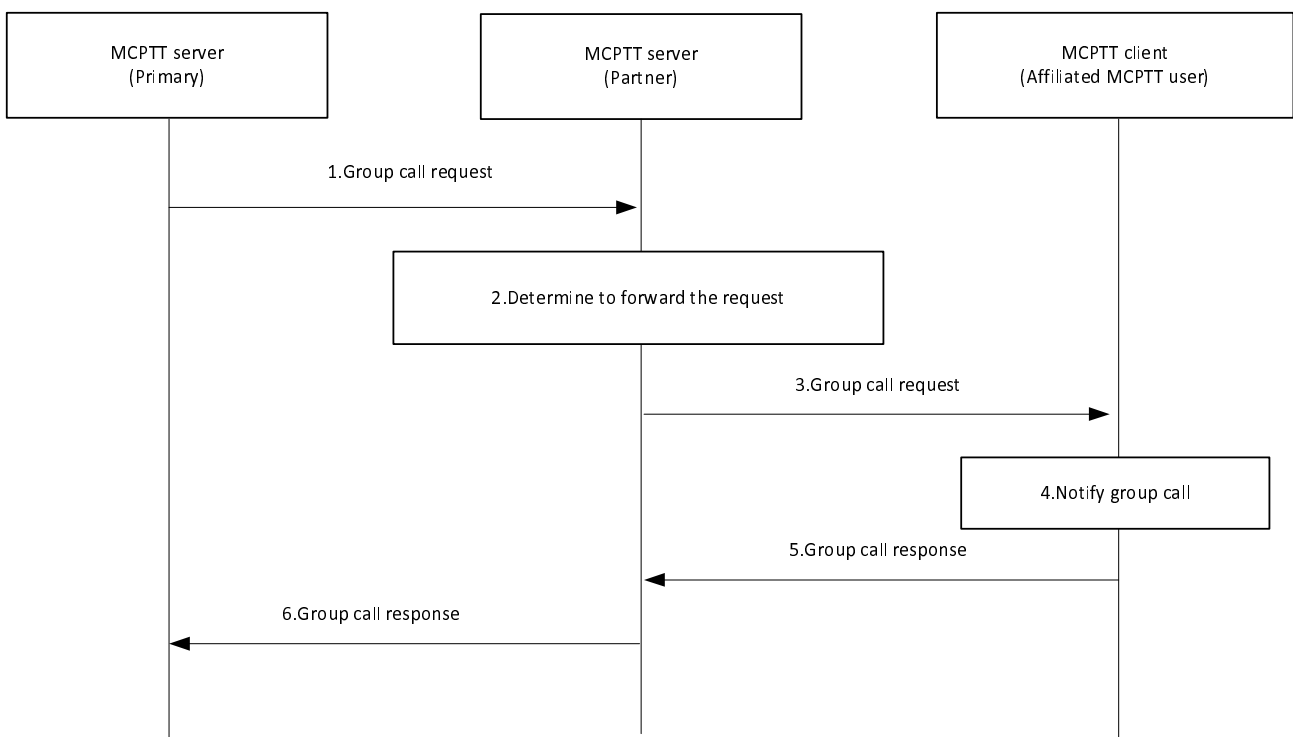 MCPTT server
(Primary)
MCPTT server
(Partner)
MCPTT client
(Affiliated MCPTT user)
1.Group call request
2.Determine to forward the request
3.Group call request
4.Notify group call
5.Group call response
6.Group call response